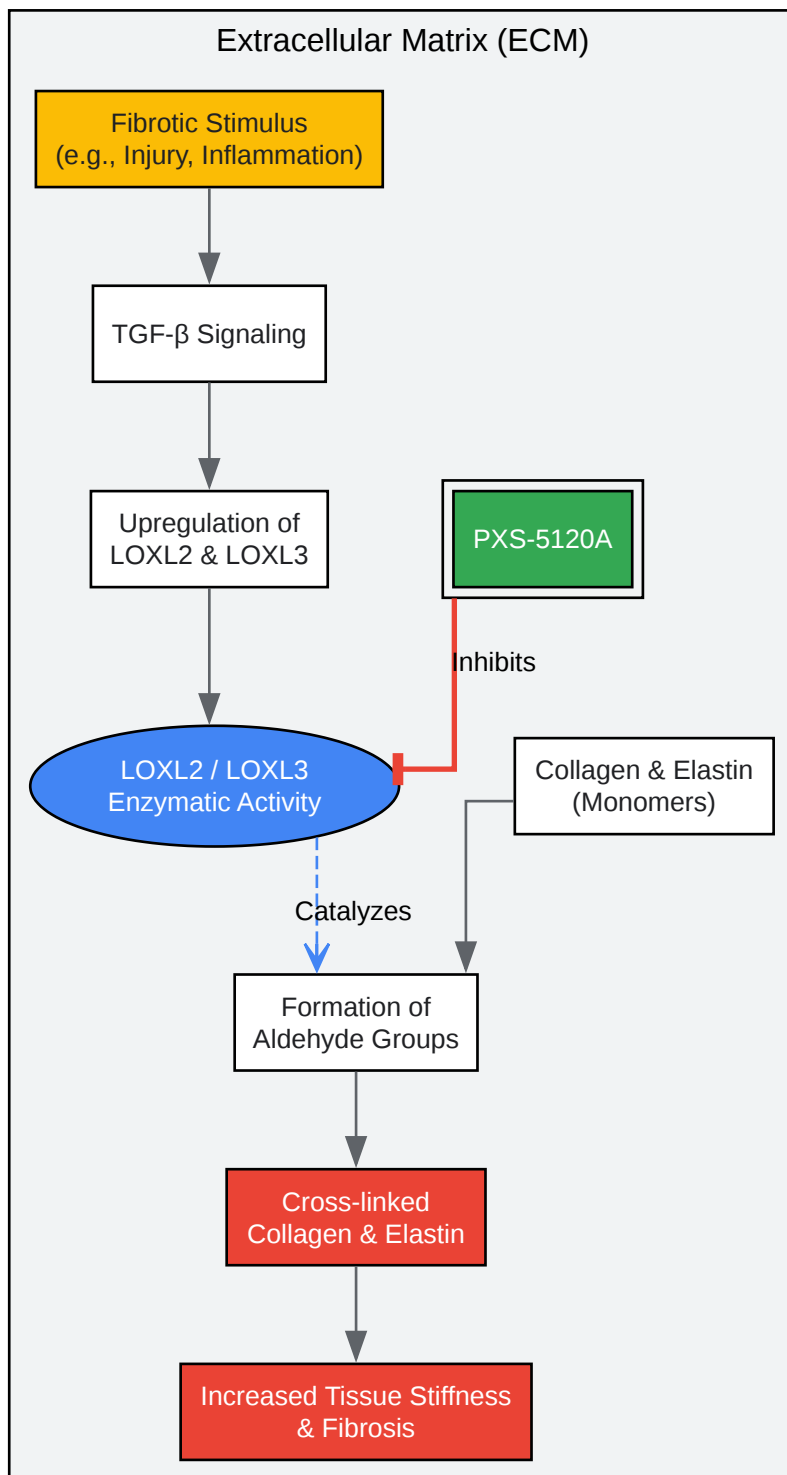 Extracellular Matrix (ECM)
Fibrotic Stimulus
(e.g., Injury, Inflammation)
TGF-β Signaling
Upregulation of
LOXL2 & LOXL3
PXS-5120A
Inhibits
LOXL2 / LOXL3
Enzymatic Activity
Collagen & Elastin
(Monomers)
Catalyzes
Formation of
Aldehyde Groups
Cross-linked
Collagen & Elastin
Increased Tissue Stiffness
& Fibrosis